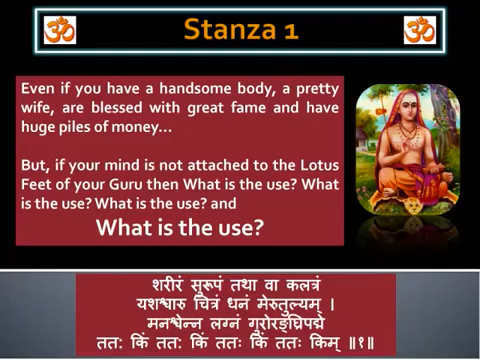 ॐ Stanza 1 ॐ
Even if you have a handsome body, a pretty
wife, are blessed with great fame and have
huge piles of money...
But, if your mind is not attached to the Lotus
Feet of your Guru then What is the use? What
is the use? What is the use? and
What is the use?
शरीरं सुरूपं तथा वा कलत्रं
यशश्चारु चित्रं धनं मेरुतुल्यम् ।
मनश्चेन्न लग्नं गुरोरङ्घ्रिपद्मे
तत: किं तत: किं ततः किं ततः किम् ॥१॥